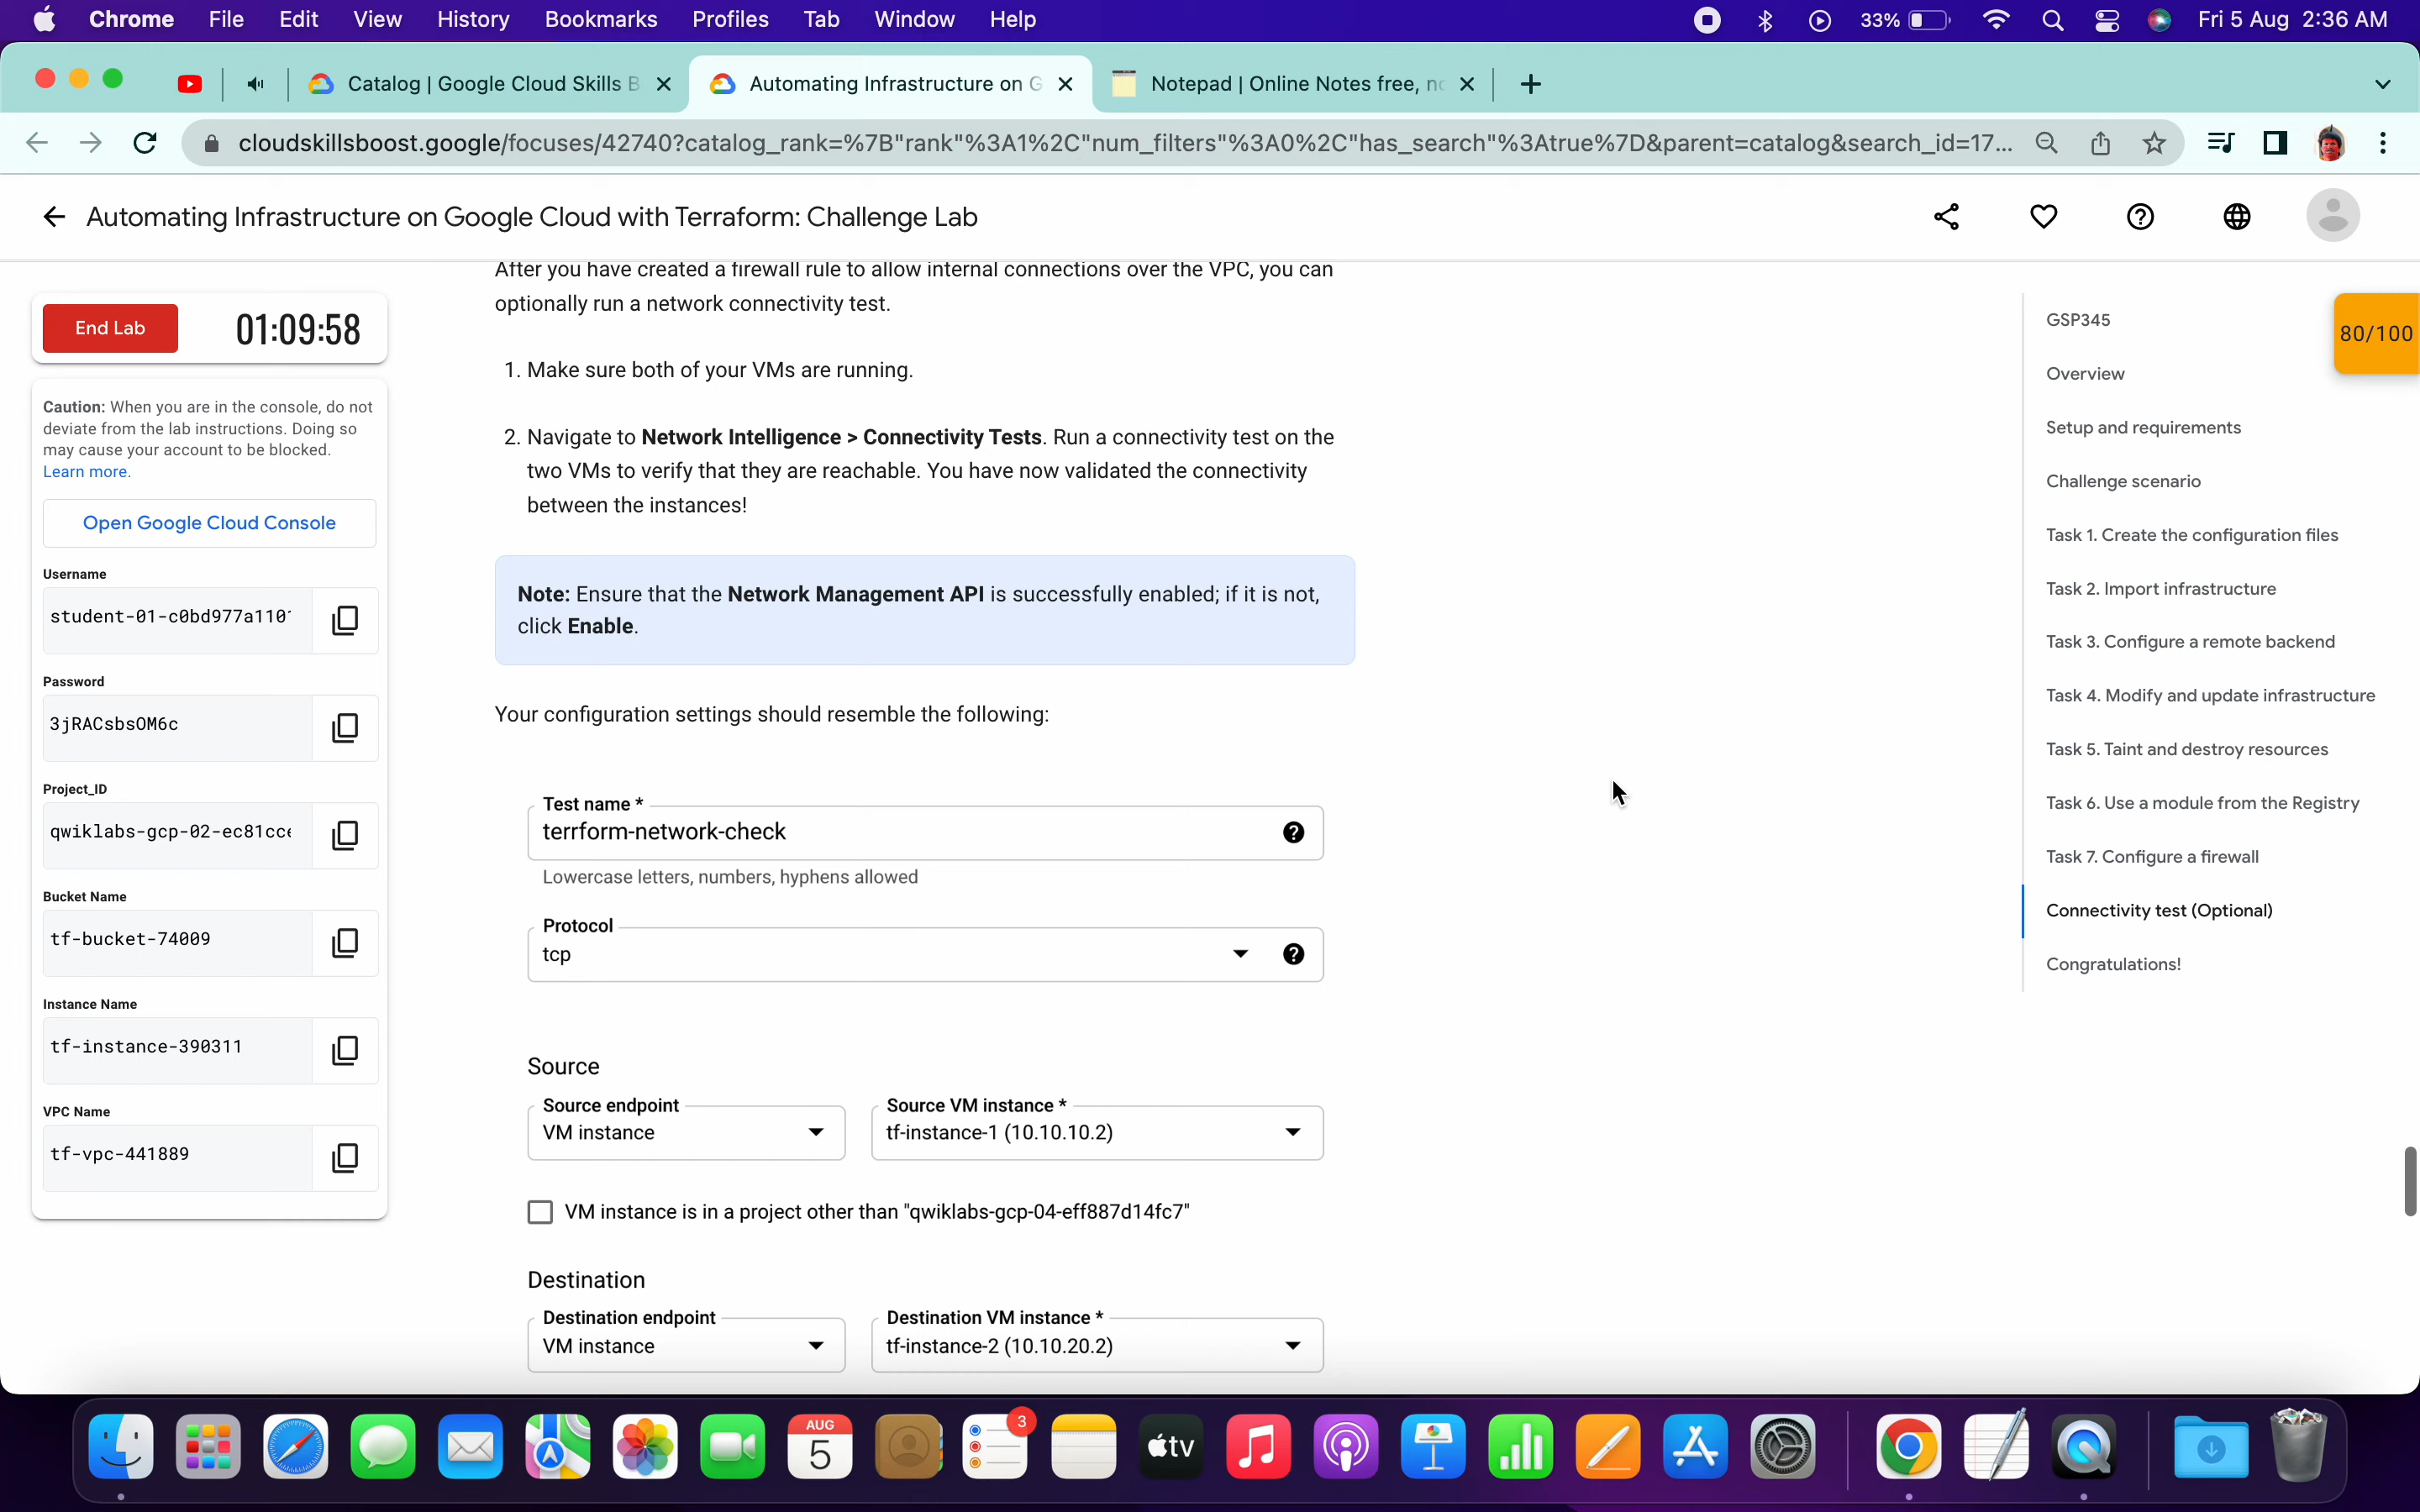 Chrome File Edit View History Bookmarks Profiles Tab Window Help 33% Fri 5 Aug 2:36 AM
Catalog | Google Cloud Skills B
Automating Infrastructure on G
Notepad | Online Notes free, no
cloudskillsboost.google/focuses/42740?catalog_rank=%7B"rank"%3A1%2C"num_filters"%3A0%2C"has_search"%3Atrue%7D&parent=catalog&search_id=17...
Automating Infrastructure on Google Cloud with Terraform: Challenge Lab
End Lab
01:09:58
Caution: When you are in the console, do not
deviate from the lab instructions. Doing so
may cause your account to be blocked.
Learn more.
Open Google Cloud Console
Username
student-01-c0bd977a110
Password
3jRACsbsOM6c
Project_ID
qwiklabs-gcp-02-ec81cce
Bucket Name
tf-bucket-74009
Instance Name
tf-instance-390311
VPC Name
tf-vpc-441889
After you have created a firewall rule to allow internal connections over the VPC, you can
optionally run a network connectivity test.
1. Make sure both of your VMs are running.
2. Navigate to Network Intelligence > Connectivity Tests. Run a connectivity test on the
two VMs to verify that they are reachable. You have now validated the connectivity
between the instances!
Note: Ensure that the Network Management API is successfully enabled; if it is not,
click Enable.
Your configuration settings should resemble the following:
Test name *
terrform-network-check
Lowercase letters, numbers, hyphens allowed
Protocol
tcp
Source
Source endpoint
VM instance
Source VM instance *
tf-instance-1 (10.10.10.2)
VM instance is in a project other than "qwiklabs-gcp-04-eff887d14fc7"
Destination
Destination endpoint
VM instance
Destination VM instance *
tf-instance-2 (10.10.20.2)
GSP345
Overview
Setup and requirements
Challenge scenario
Task 1. Create the configuration files
Task 2. Import infrastructure
Task 3. Configure a remote backend
Task 4. Modify and update infrastructure
Task 5. Taint and destroy resources
Task 6. Use a module from the Registry
Task 7. Configure a firewall
Connectivity test (Optional)
Congratulations!
80/100
AUG
5
3
tv